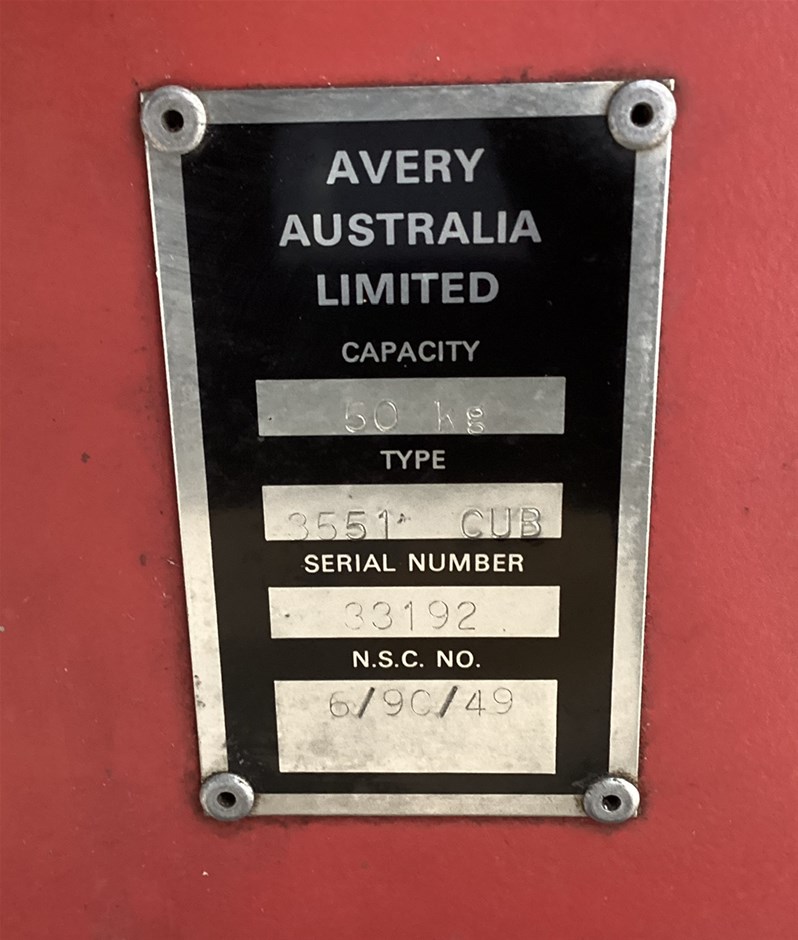 AVERY
AUSTRALIA
LIMITED
CAPACITY
50 kg
TYPE
3551 CUB
SERIAL NUMBER
33192
N.S.C. NO.
6/9C/49